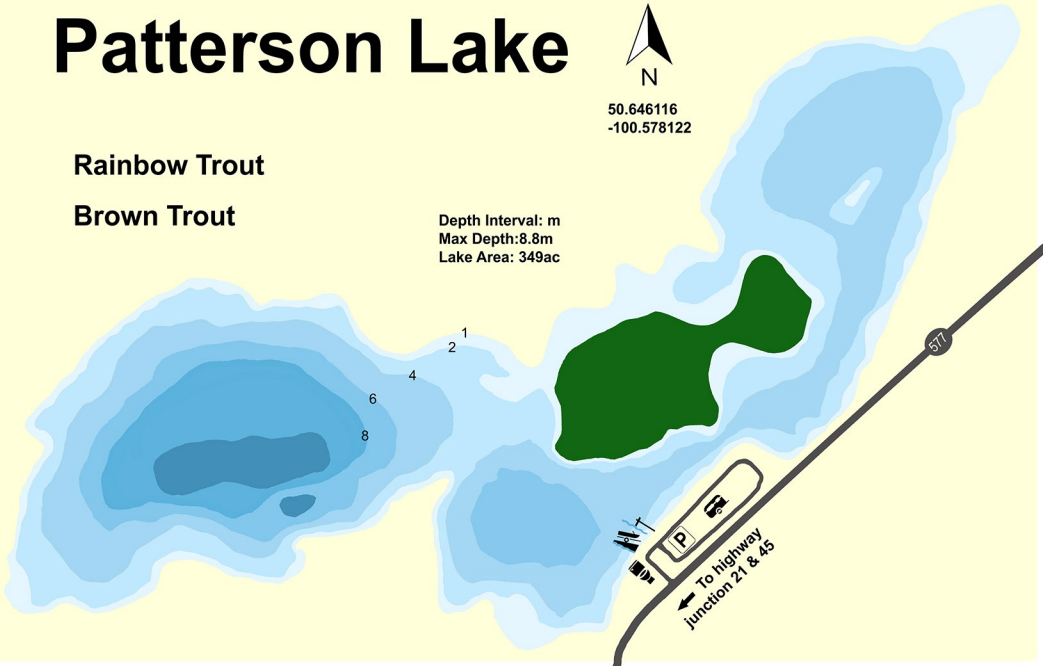 Patterson Lake
N
50.646116
-100.578122
Rainbow Trout
Brown Trout
Depth Interval: m
Max Depth:8.8m
Lake Area: 349ac
1
2
4
6
8
577
P
To highway
junction 21 & 45